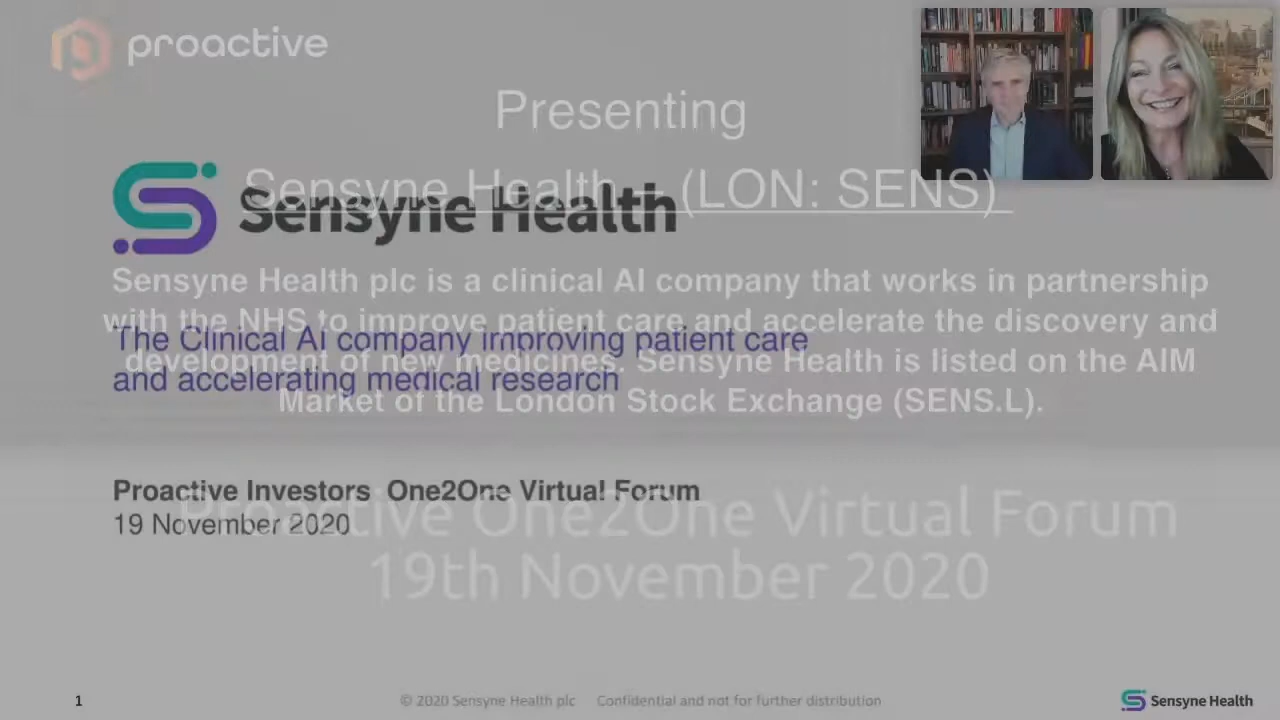 proactive
Presenting
Sensyne Health – (LON: SENS)
Sensyne Health
Sensyne Health plc is a clinical AI company that works in partnership
with the NHS to improve patient care and accelerate the discovery and
development of new medicines. Sensyne Health is listed on the AIM
Market of the London Stock Exchange (SENS.L).
The Clinical AI company improving patient care
and accelerating medical research
Proactive Investors One2One Virtual Forum
19 November 2020
Proactive One2One Virtual Forum
19th November 2020
1
© 2020 Sensyne Health plc Confidential and not for further distribution
Sensyne Health